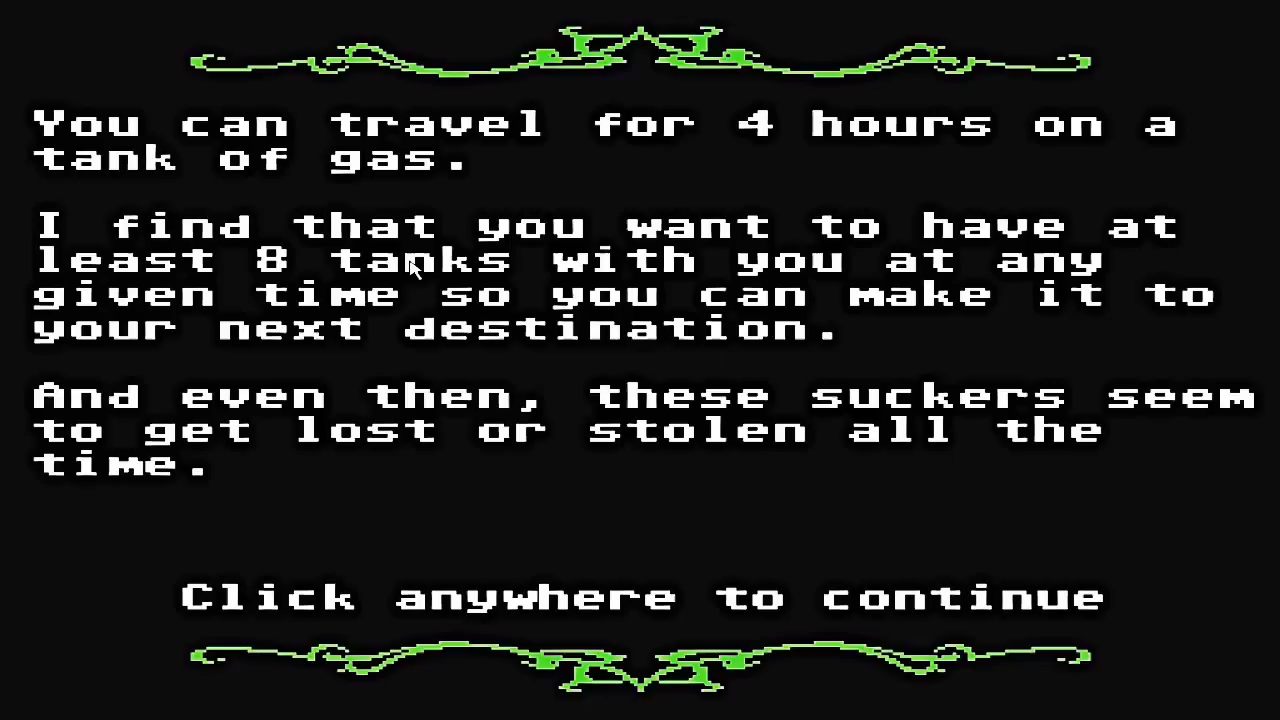 You can travel for 4 hours on a
tank of gas.
I find that you want to have at
least 8 tanks with you at any
given time so you can make it to
your next destination.
And even then, these suckers seem
to get lost or stolen all the
time.
Click anywhere to continue